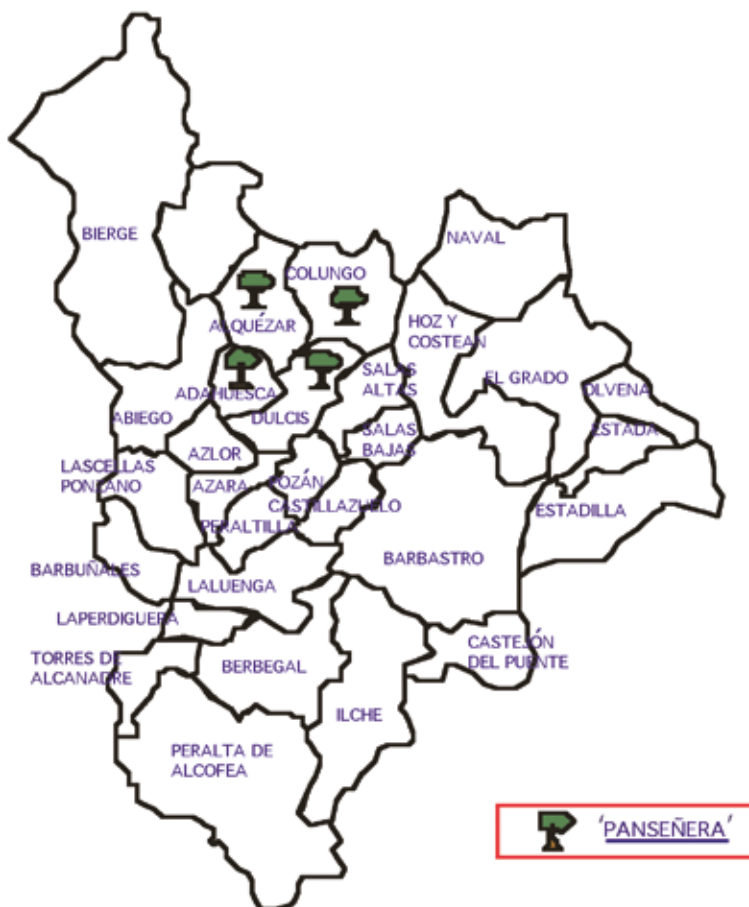 BIERGE
NAVAL
COLUNGO
ALQUÉZAR
HOZ Y
COSTEAN
SALAS
ALTAS
EL GRADO
OLVENA
ADAHUESCA
ABIEGO
DULCIS
ESTADA
SALAS
BAJAS
AZLOR
LASCELLAS
PONZANO
AZARA
POZÁN
CASTILLAZUELO
ESTADILLA
PERALTILLA
BARBASTRO
BARBUÑALES
LALUENGA
LAPERDIGUERA
TORRES DE
ALCANADRE
BERBEGAL
CASTEJÓN
DEL PUENTE
ILCHE
PERALTA DE
ALCOFEA
'PANSEÑERA'